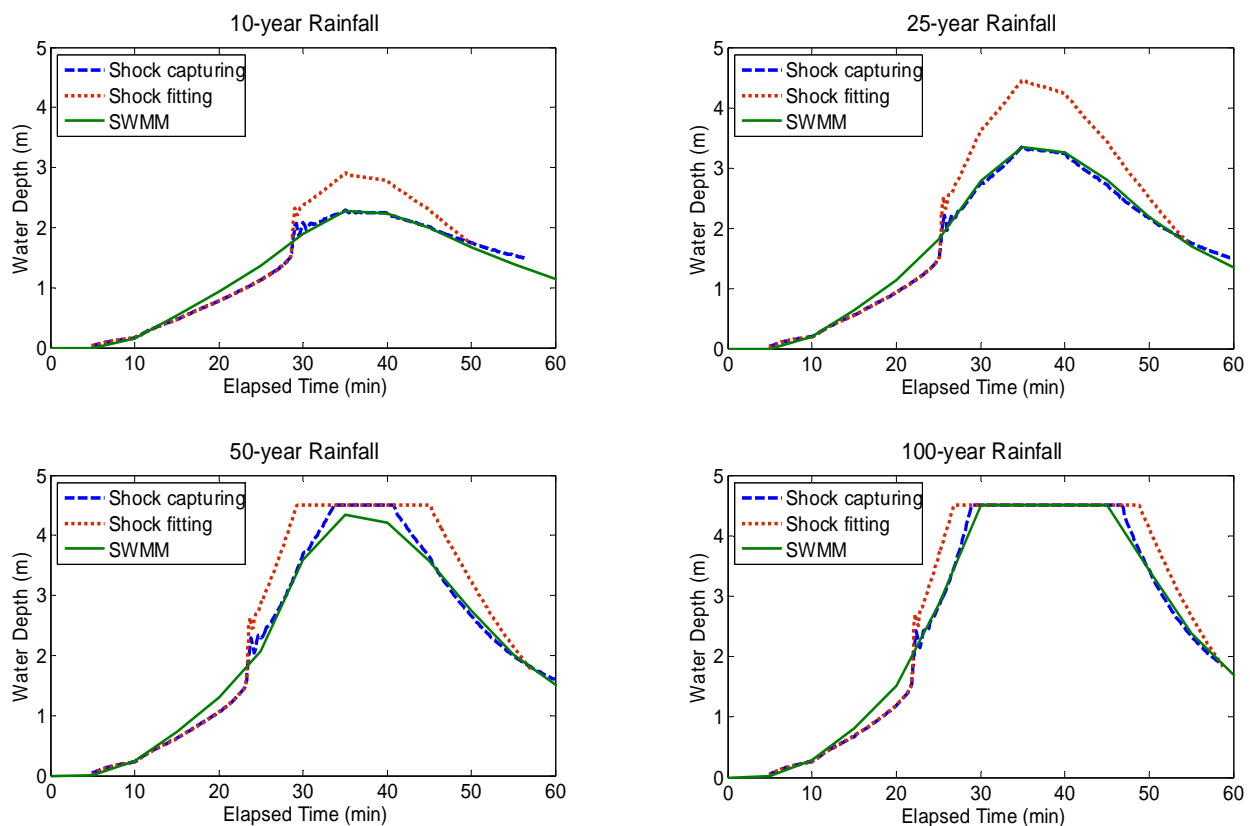 10-year Rainfall
5
4
3
2
1
0
Water Depth (m)
Shock capturing
Shock fitting
SWMM
0 10 20 30 40 50 60
Elapsed Time (min)
25-year Rainfall
5
4
3
2
1
0
Water Depth (m)
Shock capturing
Shock fitting
SWMM
0 10 20 30 40 50 60
Elapsed Time (min)
50-year Rainfall
5
4
3
2
1
0
Water Depth (m)
Shock capturing
Shock fitting
SWMM
0 10 20 30 40 50 60
Elapsed Time (min)
100-year Rainfall
5
4
3
2
1
0
Water Depth (m)
Shock capturing
Shock fitting
SWMM
0 10 20 30 40 50 60
Elapsed Time (min)